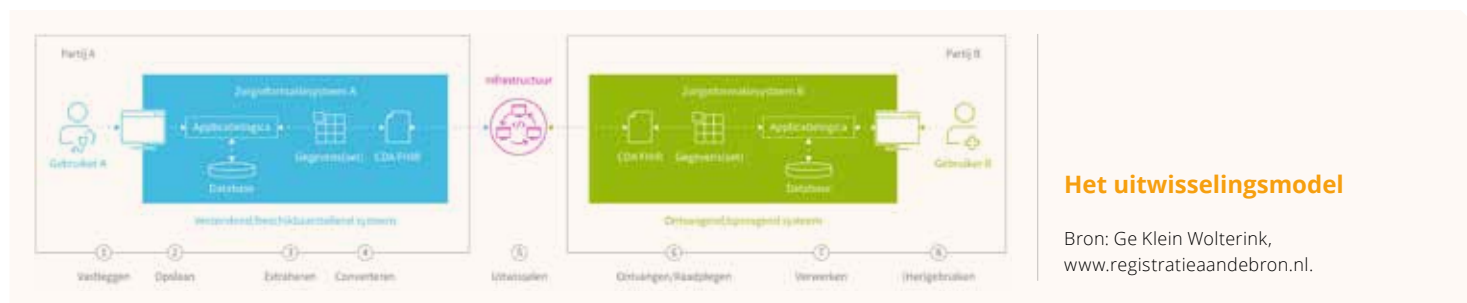 Partij A
Zorginformatiesysteem A
Gebruiker A
Applicatielogica
Database
Gegevens(set)
CDA FHIR
Verzendend/beschikbaarstellend systeem
Infrastructuur
Partij B
Zorginformatiesysteem B
CDA FHIR
Gegevens(set)
Applicatielogica
Database
Gebruiker B
Ontvangend/opvragend systeem
1 2 3 4 5 6 7 8
Vastleggen Opslaan Extraheren Converteren Uitwisselen Ontvangen/Raadplegen Verwerken (Her)gebruiken
Het uitwisselingsmodel
Bron: Ge Klein Wolterink,
www.registratieaandebron.nl.